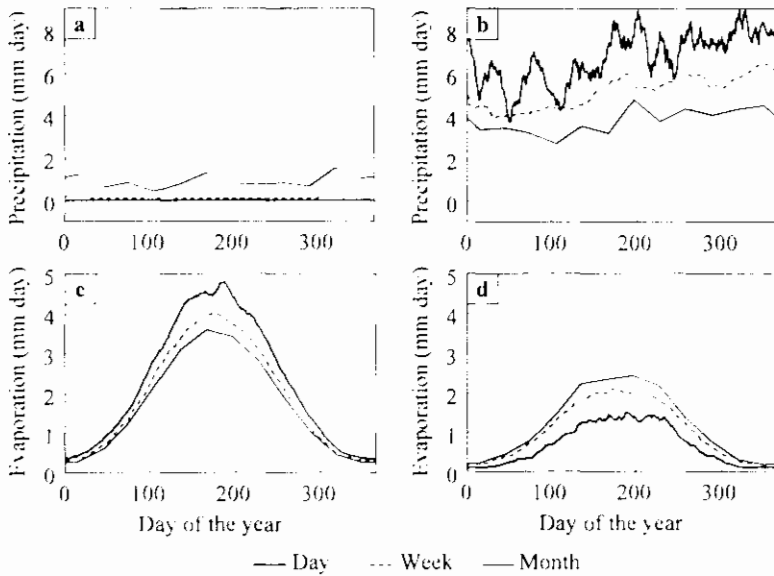 a
b
Precipitation (mm day)
8
6
4
2
0
0 100 200 300
Precipitation (mm day)
8
6
4
2
0
0 100 200 300
c
d
Evaporation (mm day)
5
4
3
2
1
0
0 100 200 300
Day of the year
Evaporation (mm day)
5
4
3
2
1
0
0 100 200 300
Day of the year
Day Week Month